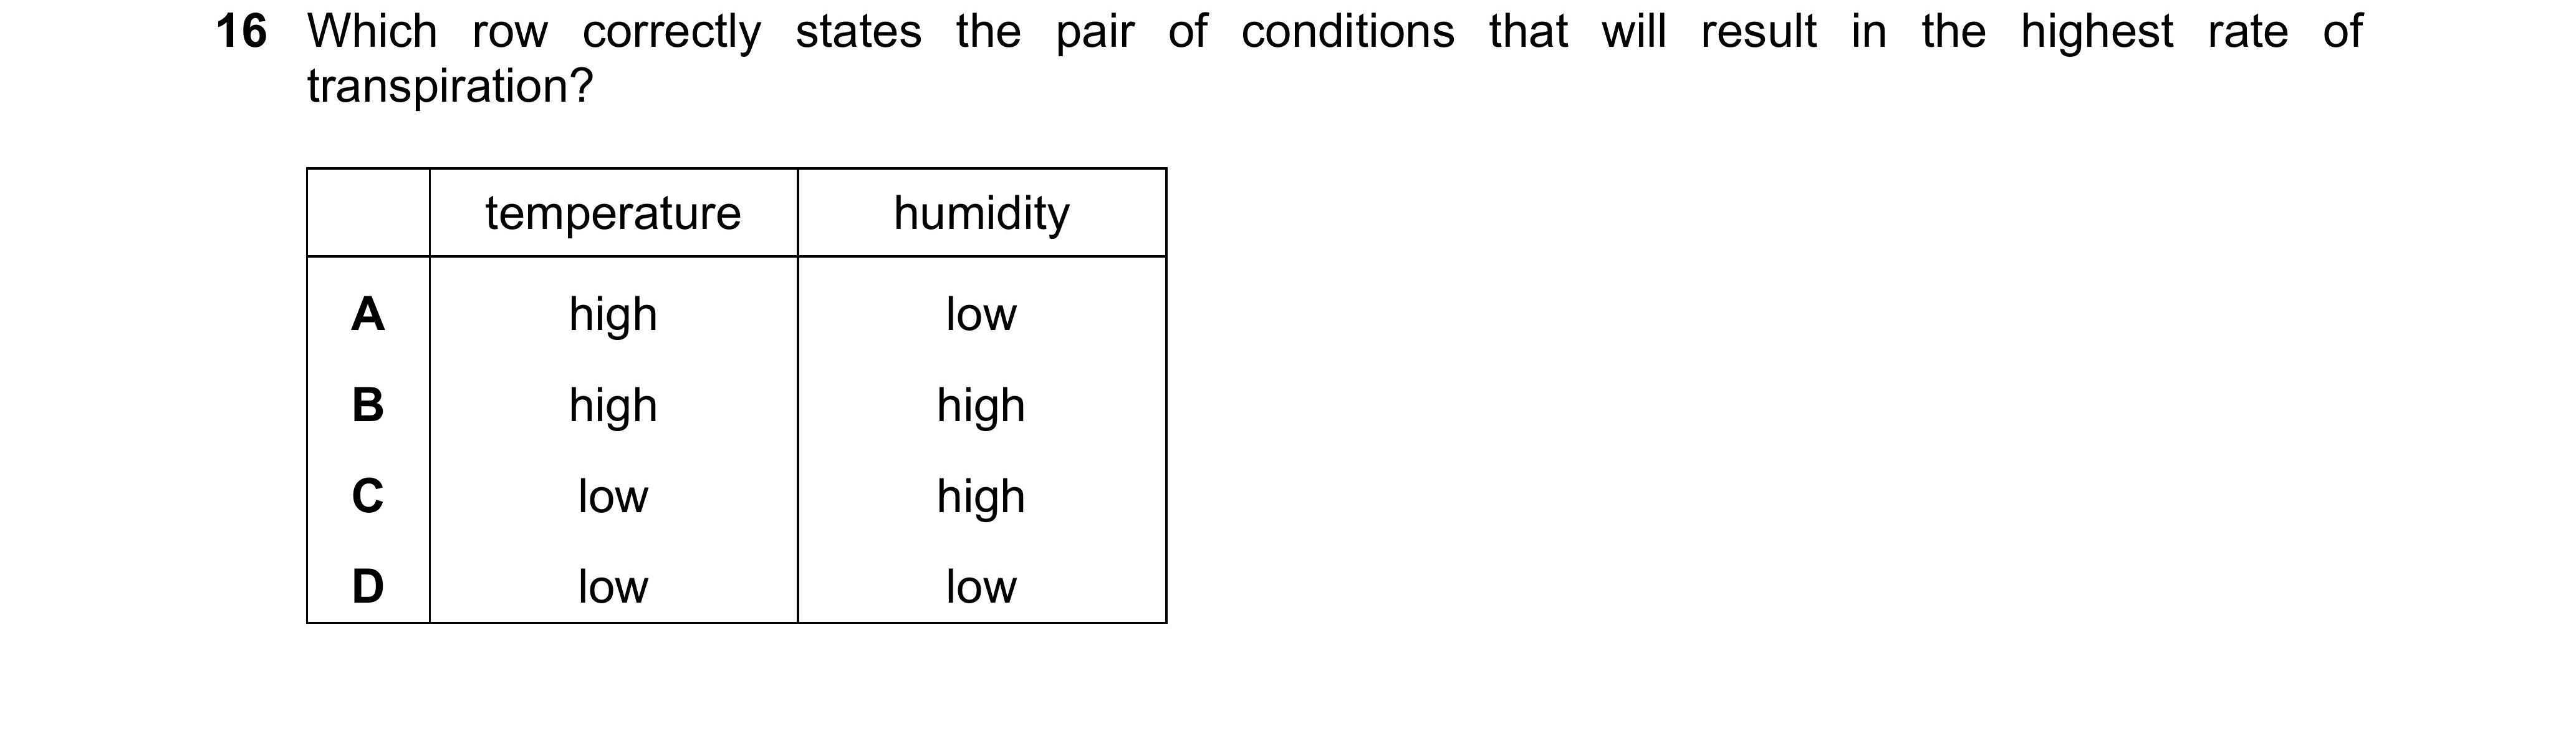 16 Which row correctly states the pair of conditions that will result in the highest rate of
transpiration?
temperature humidity
A high low
B high high
C low high
D low low